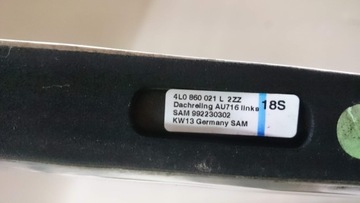 4L0 860 021 L 2ZZ
Dachreling AU716 links
SAM 992230302
KW13 Germany SAM
18S